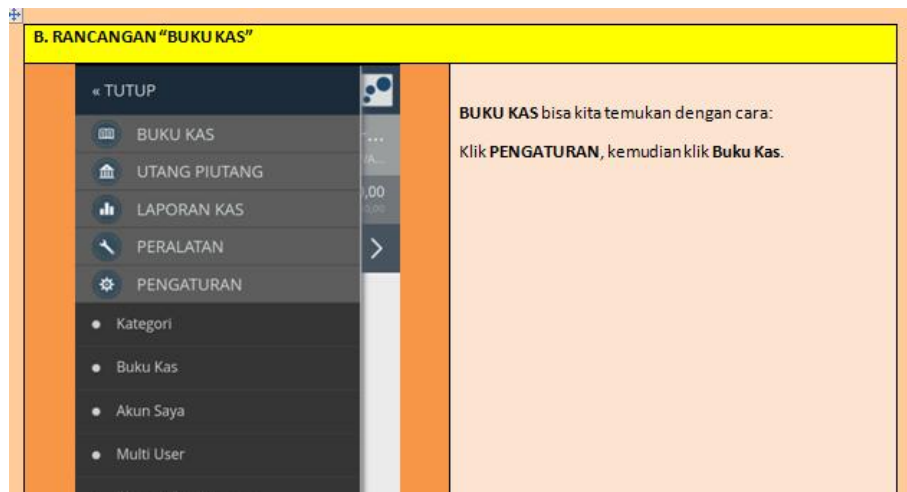 B. RANCANGAN “BUKU KAS”
« TUTUP
BUKU KAS
UTANG PIUTANG
LAPORAN KAS
PERALATAN
PENGATURAN
Kategori
Buku Kas
Akun Saya
Multi User
,00
BUKU KAS bisa kita temukan dengan cara:
Klik PENGATURAN, kemudian klik Buku Kas.